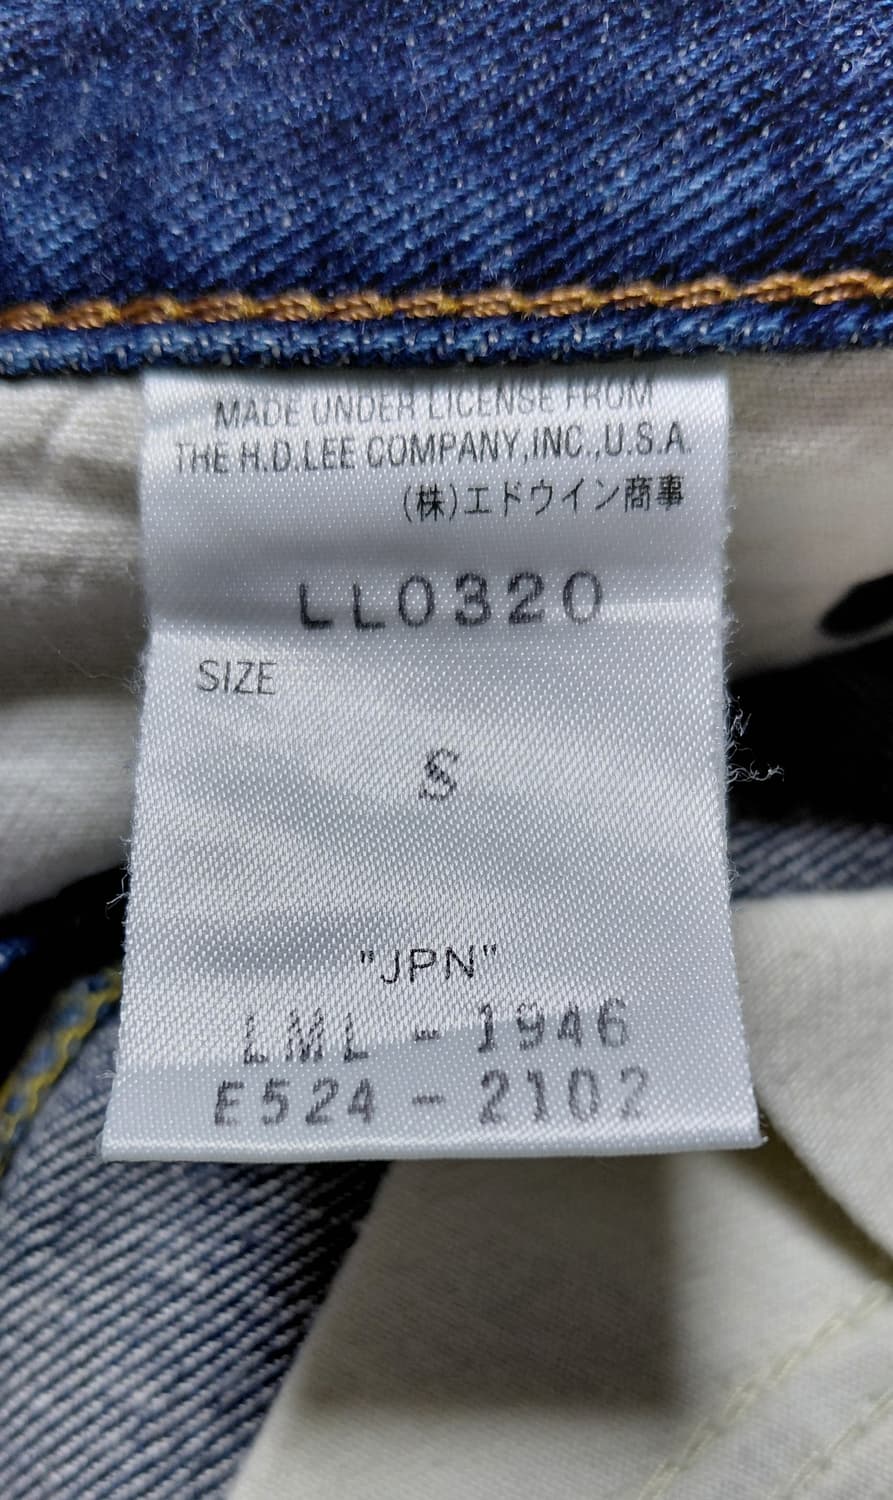 MADE UNDER LICENSE FROM
THE H.D.LEE COMPANY,INC.,U.S.A.
(株)エドウイン商事
LL0320
SIZE
S
"JPN"
LML-1946
E524-2102